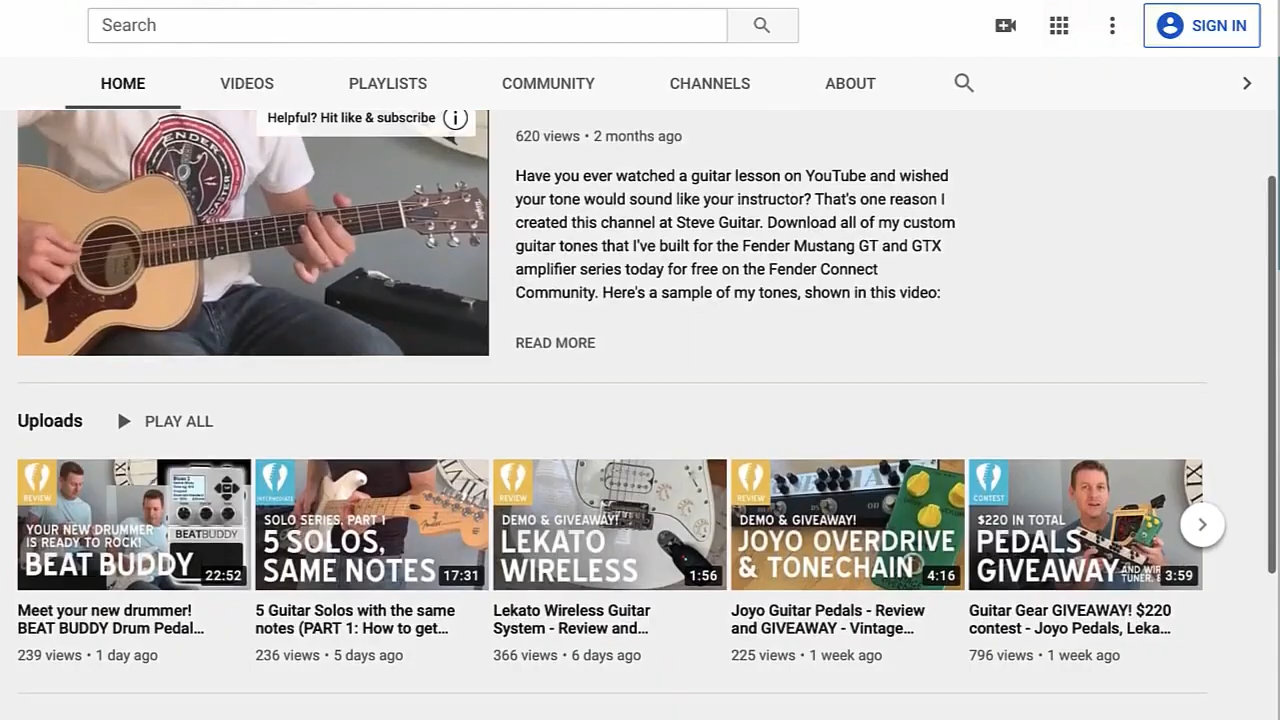 Search
SIGN IN
HOME
VIDEOS
PLAYLISTS
COMMUNITY
CHANNELS
ABOUT
Helpful? Hit like & subscribe
620 views • 2 months ago
Have you ever watched a guitar lesson on YouTube and wished
your tone would sound like your instructor? That's one reason I
created this channel at Steve Guitar. Download all of my custom
guitar tones that I've built for the Fender Mustang GT and GTX
amplifier series today for free on the Fender Connect
Community. Here's a sample of my tones, shown in this video:
READ MORE
Uploads
PLAY ALL
REVIEW
YOUR NEW DRUMMER
IS READY TO ROCK!
BEAT BUDDY
BEATBUDDY
22:52
Meet your new drummer!
BEAT BUDDY Drum Pedal...
239 views • 1 day ago
INTERMEDIATE
SOLO SERIES, PART 1
5 SOLOS,
SAME NOTES
17:31
5 Guitar Solos with the same
notes (PART 1: How to get...
236 views • 5 days ago
REVIEW
DEMO & GIVEAWAY!
LEKATO
WIRELESS
1:56
Lekato Wireless Guitar
System - Review and...
366 views • 6 days ago
REVIEW
DEMO & GIVEAWAY!
JOYO OVERDRIVE
& TONECHAIN
4:16
Joyo Guitar Pedals - Review
and GIVEAWAY - Vintage...
225 views • 1 week ago
CONTEST
$220 IN TOTAL
PEDALS
GIVEAWAY
AND WIR
TUNER, &
3:59
Guitar Gear GIVEAWAY! $220
contest - Joyo Pedals, Leka...
796 views • 1 week ago